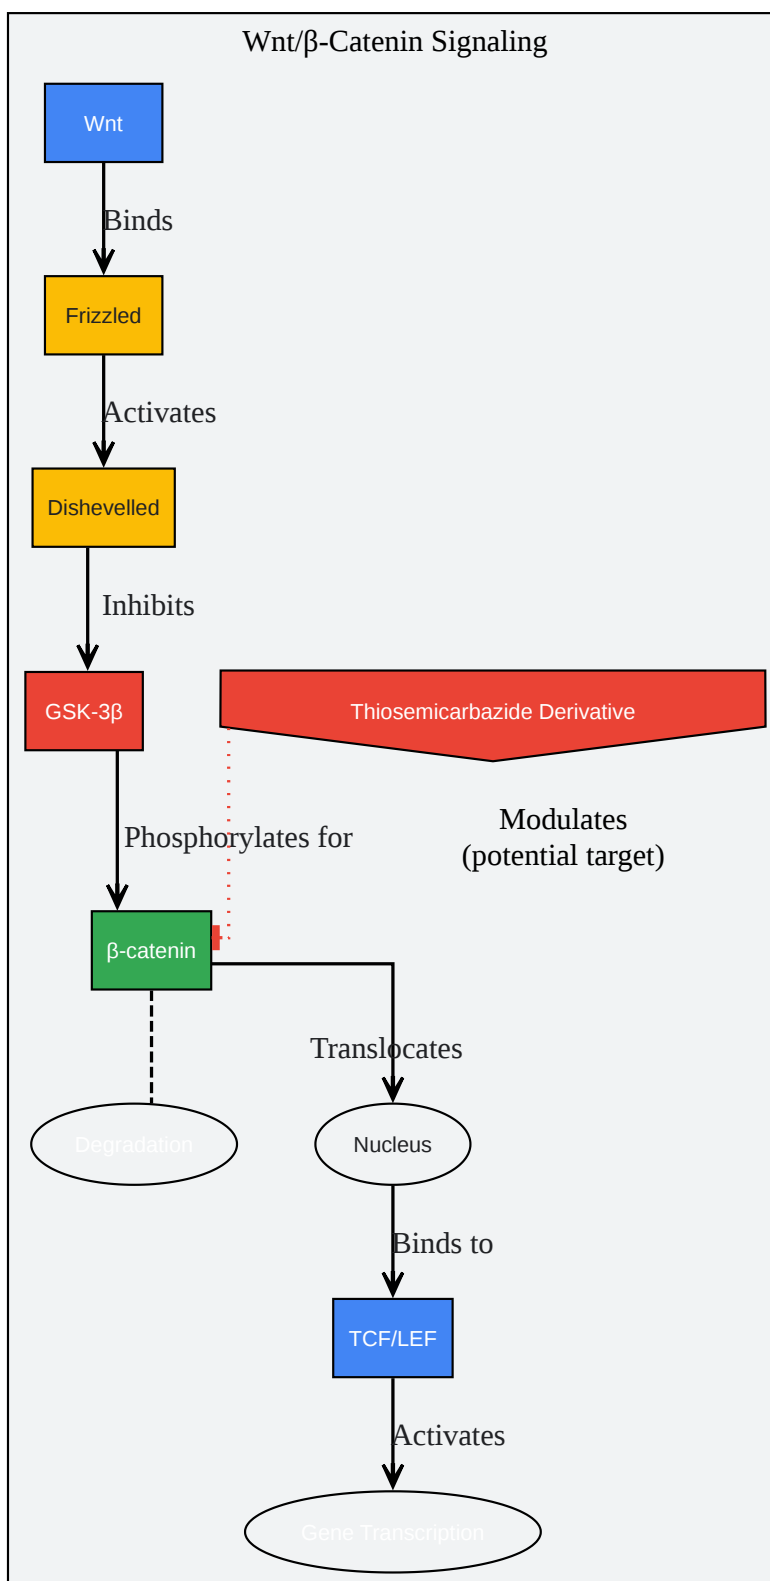 Wnt/β-Catenin Signaling
Wnt
Binds
Frizzled
Activates
Dishevelled
Inhibits
GSK-3β
Thiosemicarbazide Derivative
Phosphorylates for
Modulates
(potential target)
β-catenin
Translocates
Degradation
Nucleus
Binds to
TCF/LEF
Activates
Gene Transcription